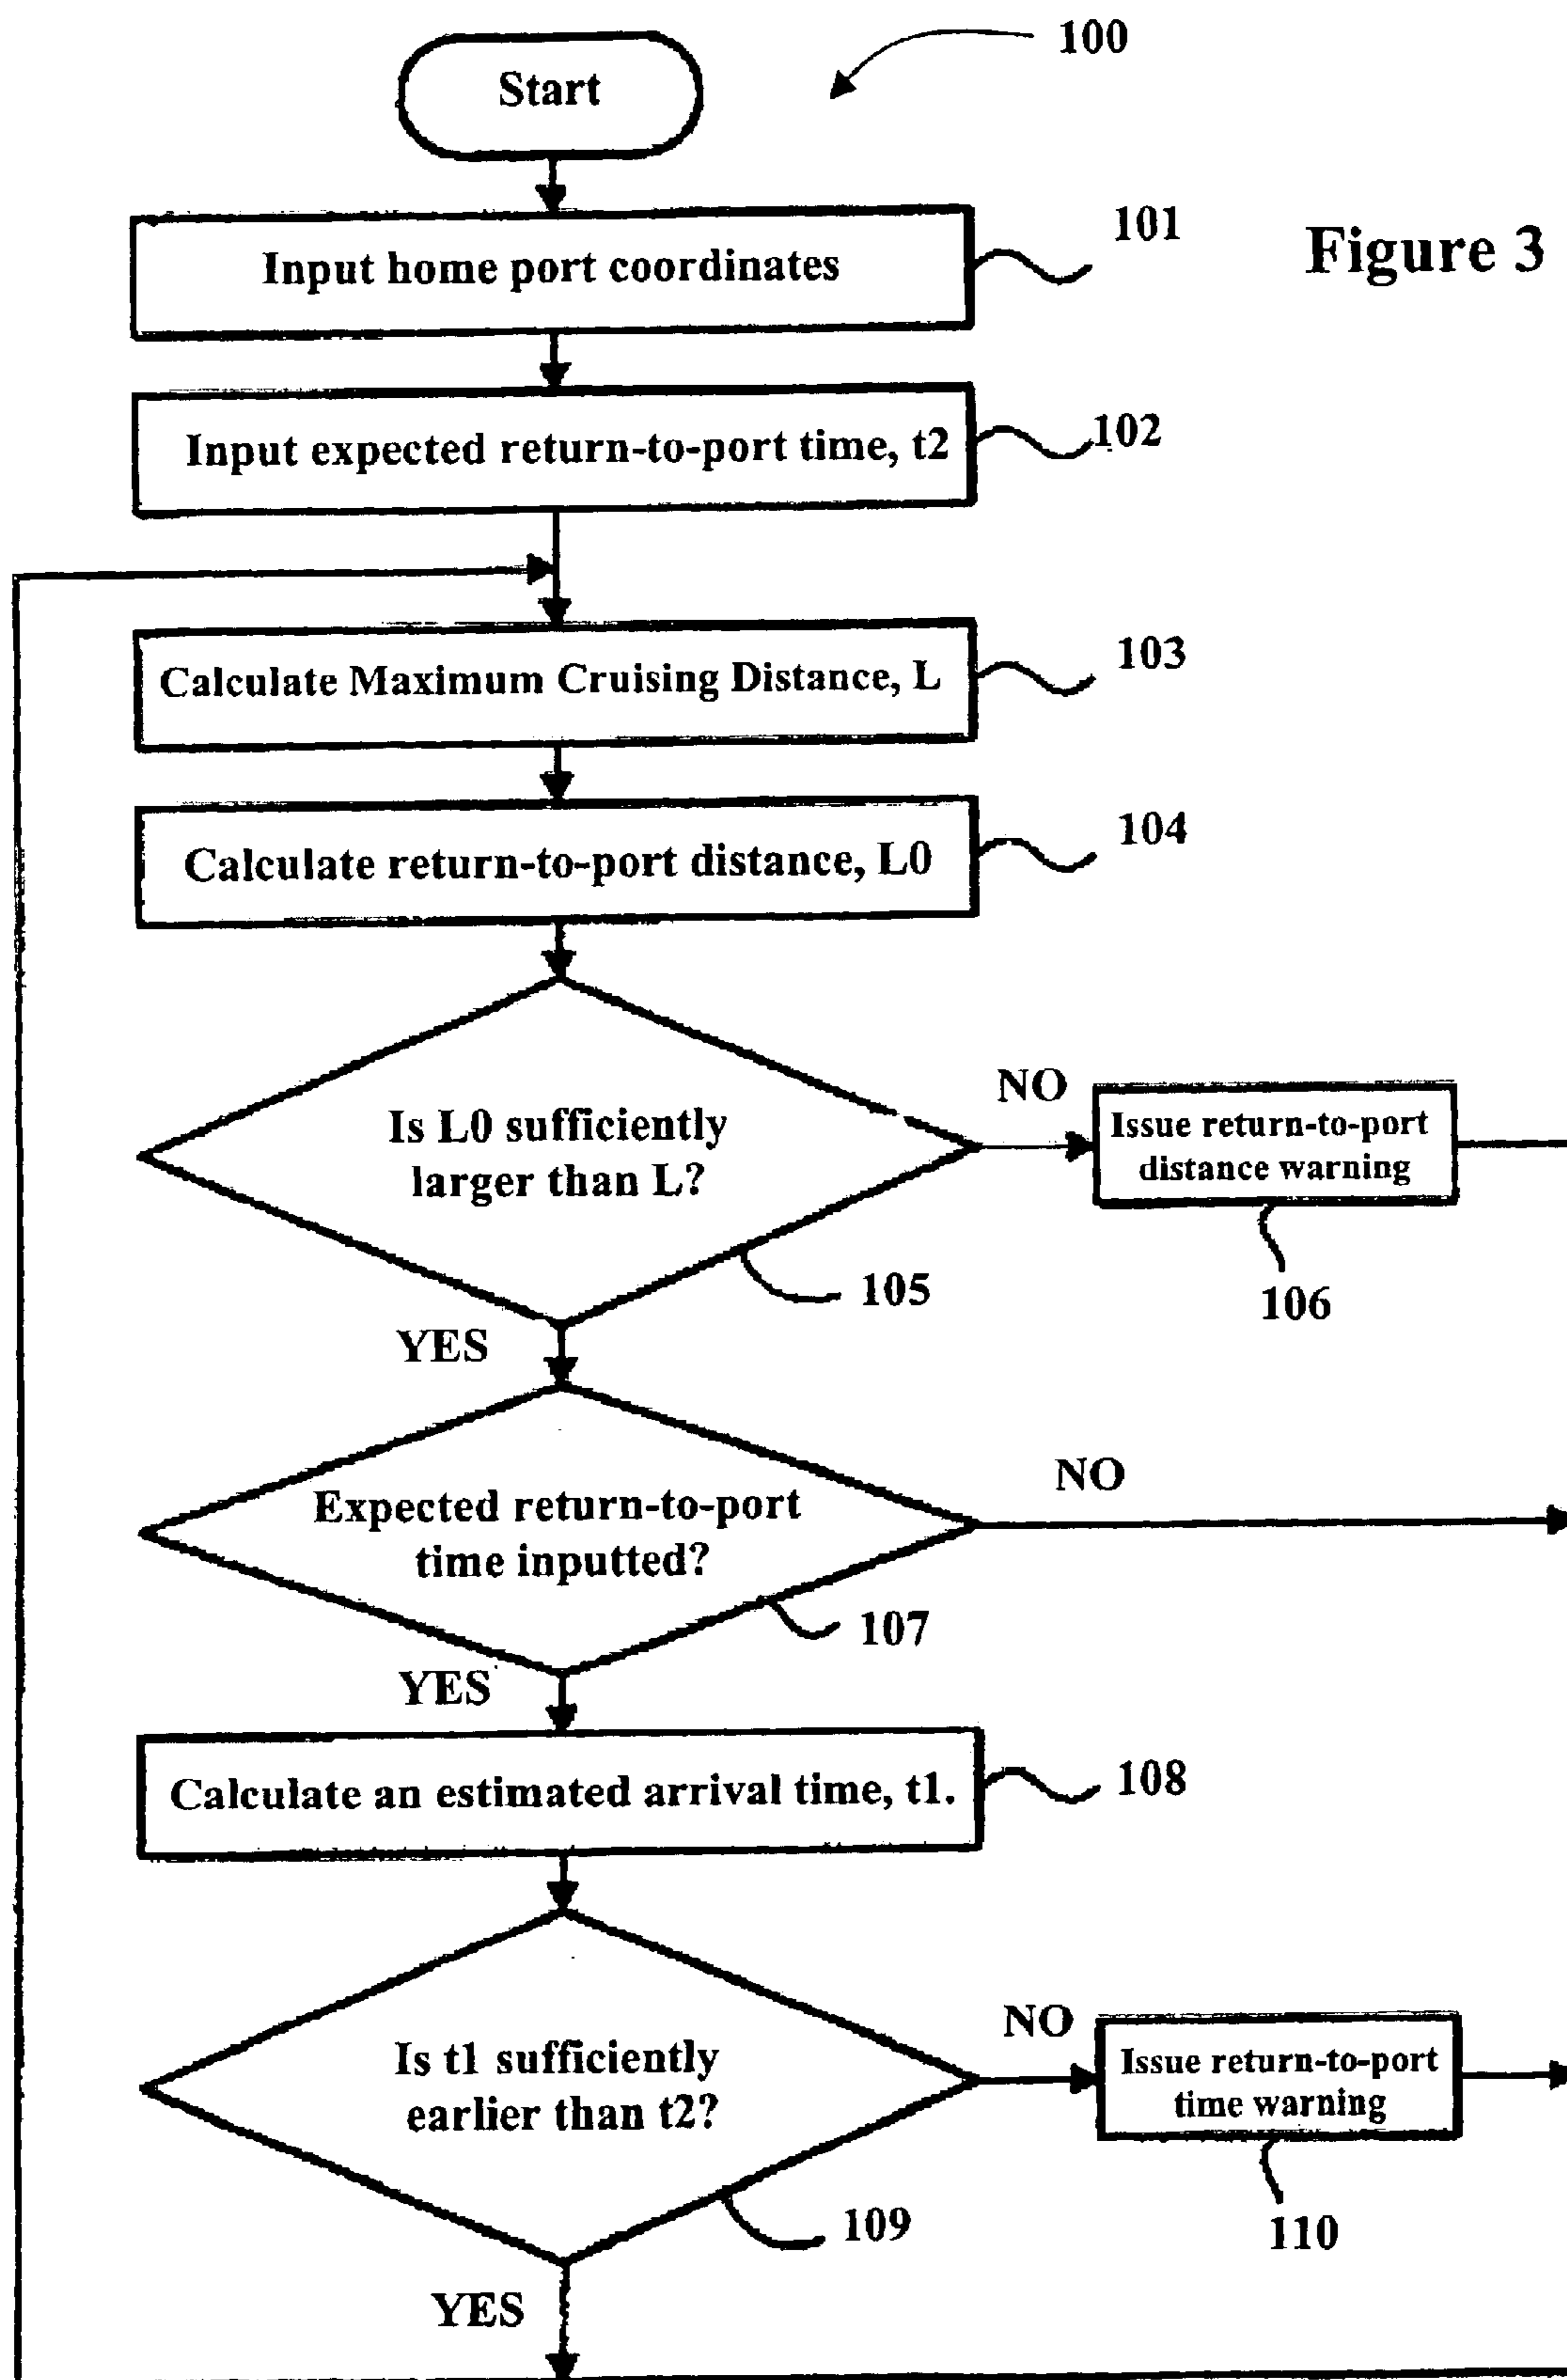 Start
100
Input home port coordinates
101
Figure 3
Input expected return-to-port time, t2
102
Calculate Maximum Cruising Distance, L
103
Calculate return-to-port distance, L0
104
Is L0 sufficiently
larger than L?
NO
Issue return-to-port
distance warning
105
106
YES
Expected return-to-port
time inputted?
NO
107
YES
Calculate an estimated arrival time, t1.
108
Is t1 sufficiently
earlier than t2?
NO
Issue return-to-port
time warning
109
110
YES